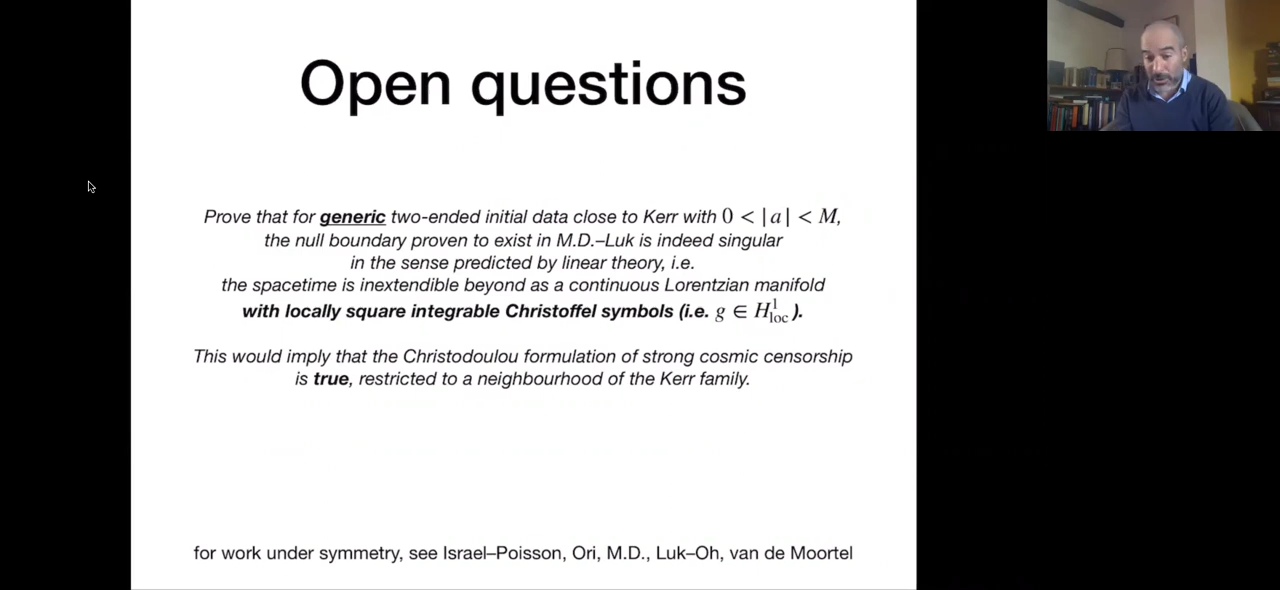 Open questions
Prove that for generic two-ended initial data close to Kerr with 0 < |a| < M,
the null boundary proven to exist in M.D.–Luk is indeed singular
in the sense predicted by linear theory, i.e.
the spacetime is inextendible beyond as a continuous Lorentzian manifold
with locally square integrable Christoffel symbols (i.e. g ∈ H¹loc ).
This would imply that the Christodoulou formulation of strong cosmic censorship
is true, restricted to a neighbourhood of the Kerr family.
for work under symmetry, see Israel–Poisson, Ori, M.D., Luk–Oh, van de Moortel